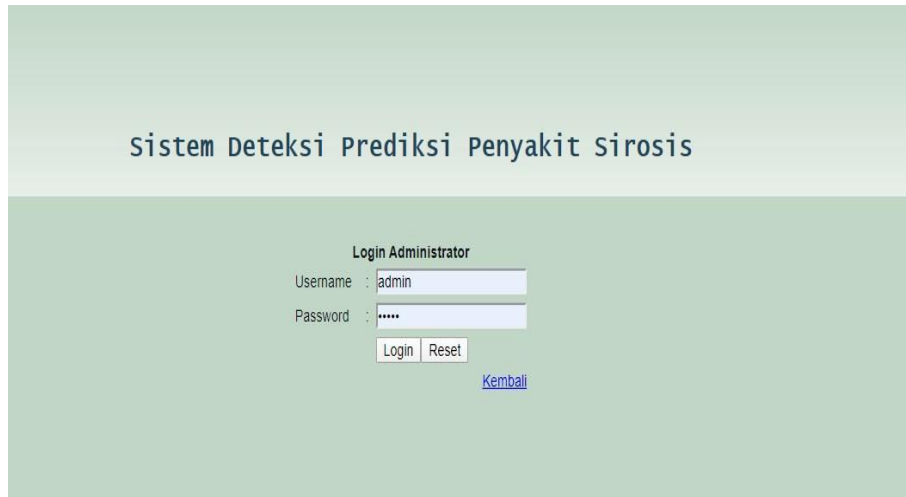 Sistem Deteksi Prediksi Penyakit Sirosis
Login Administrator
Username : admin
Password : •••••
Login Reset
Kembali